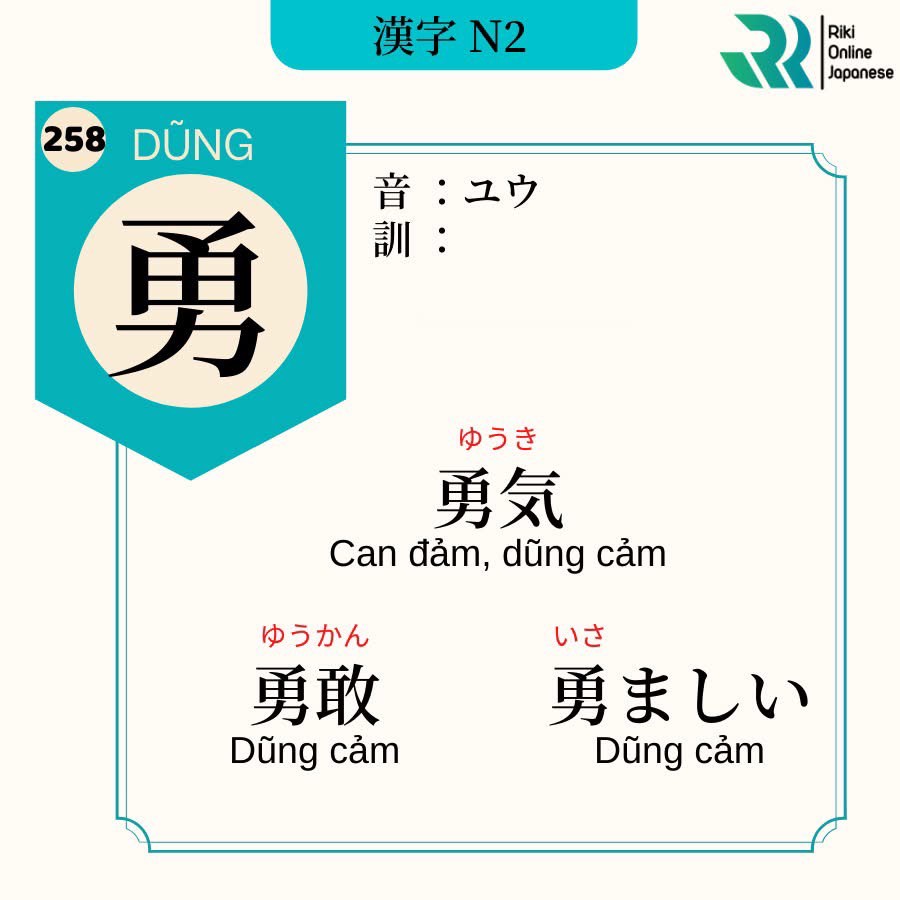 漢字 N2
Riki
Online
Japanese
258
DŨNG
勇
音 ：ユウ
訓 ：
ゆうき
勇気
Can đảm, dũng cảm
ゆうかん
勇敢
Dũng cảm
いさ
勇ましい
Dũng cảm